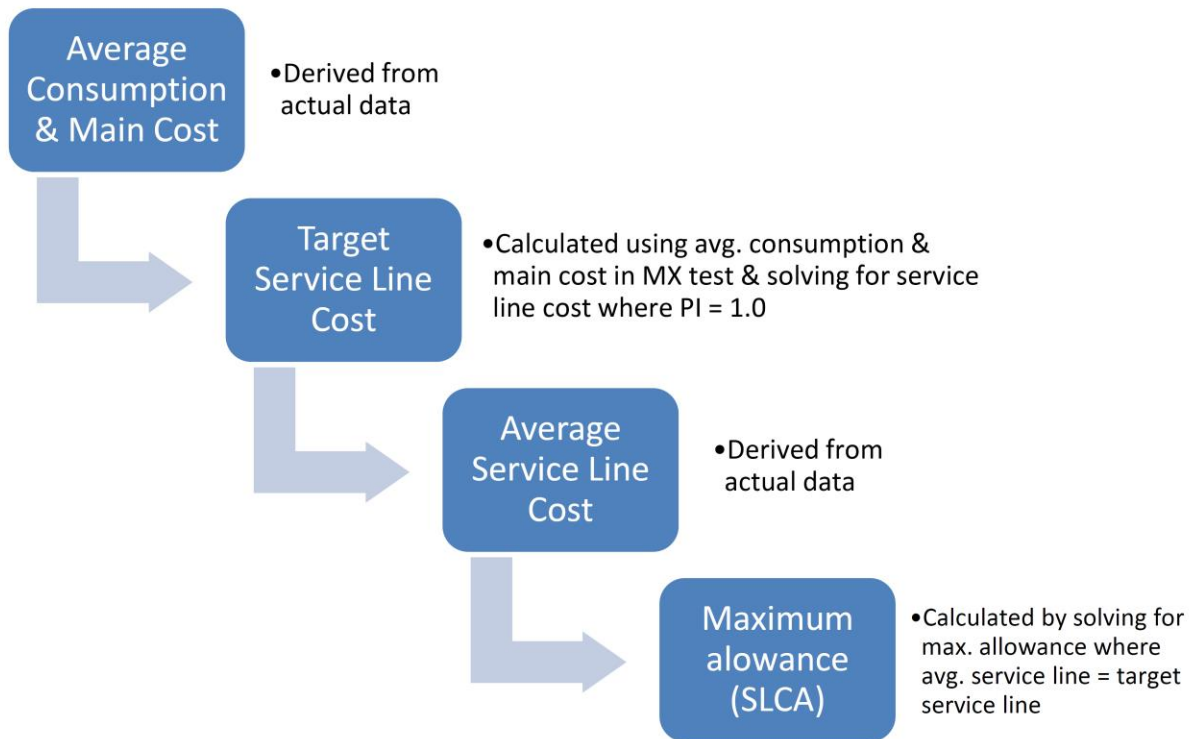 Average
Consumption
& Main Cost
•Derived from
actual data
Target
Service Line
Cost
•Calculated using avg. consumption &
main cost in MX test & solving for service
line cost where PI = 1.0
Average
Service Line
Cost
•Derived from
actual data
Maximum
alowance
(SLCA)
•Calculated by solving for
max. allowance where
avg. service line = target
service line